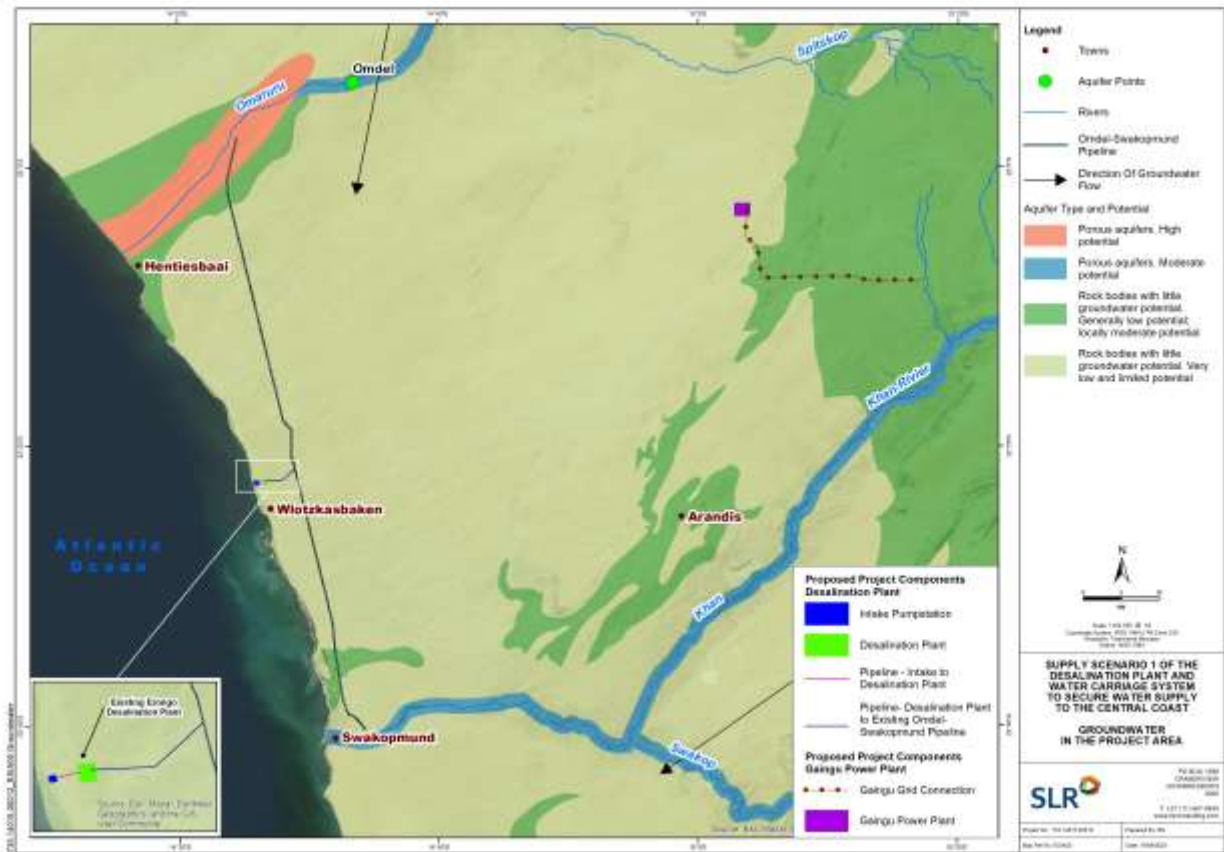 Omdel
Omaruru
Spitskop
Hentiesbaai
Khan-Rivier
Wlotzkasbaken
Arandis
Atlantic
Ocean
Khan
Swakopmund
Swakop
Existing Erongo
Desalination Plant
Proposed Project Components
Desalination Plant
Intake Pumpstation
Desalination Plant
Pipeline - Intake to
Desalination Plant
Pipeline- Desalination Plant
to Existing Omdel-
Swakopmund Pipeline
Proposed Project Components
Gaingu Power Plant
Gaingu Grid Connection
Gaingu Power Plant
Legend
Towns
Aquifer Points
Rivers
Omdel-Swakopmund
Pipeline
Direction Of Groundwater
Flow
Aquifer Type and Potential
Porous aquifers, High
potential
Porous aquifers, Moderate
potential
Rock bodies with little
groundwater potential.
Generally low potential;
locally moderate potential
Rock bodies with little
groundwater potential. Very
low and limited potential
N
SUPPLY SCENARIO 1 OF THE
DESALINATION PLANT AND
WATER CARRIAGE SYSTEM
TO SECURE WATER SUPPLY
TO THE CENTRAL COAST
GROUNDWATER
IN THE PROJECT AREA
SLR